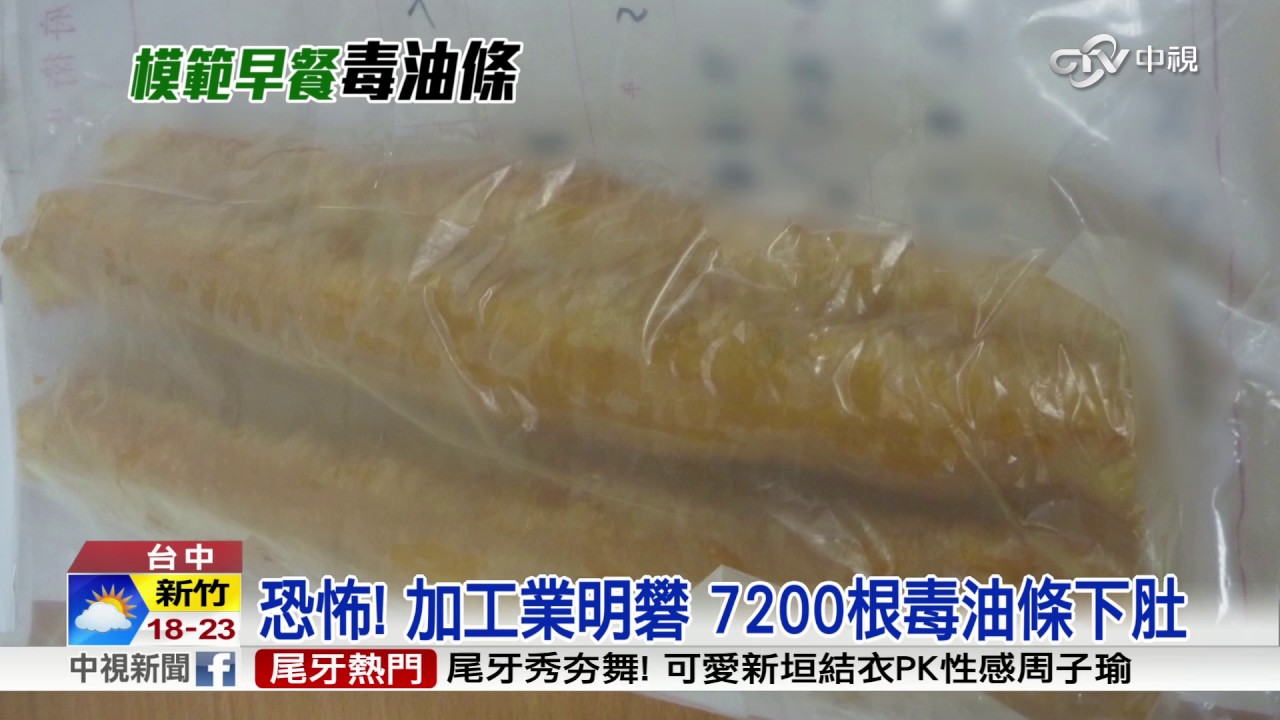 模範早餐毒油條
CTV中視
台中
新竹
18-23
恐怖! 加工業明礬 7200根毒油條下肚
中視新聞 f
尾牙熱門
尾牙秀夯舞! 可愛新垣結衣PK性感周子瑜